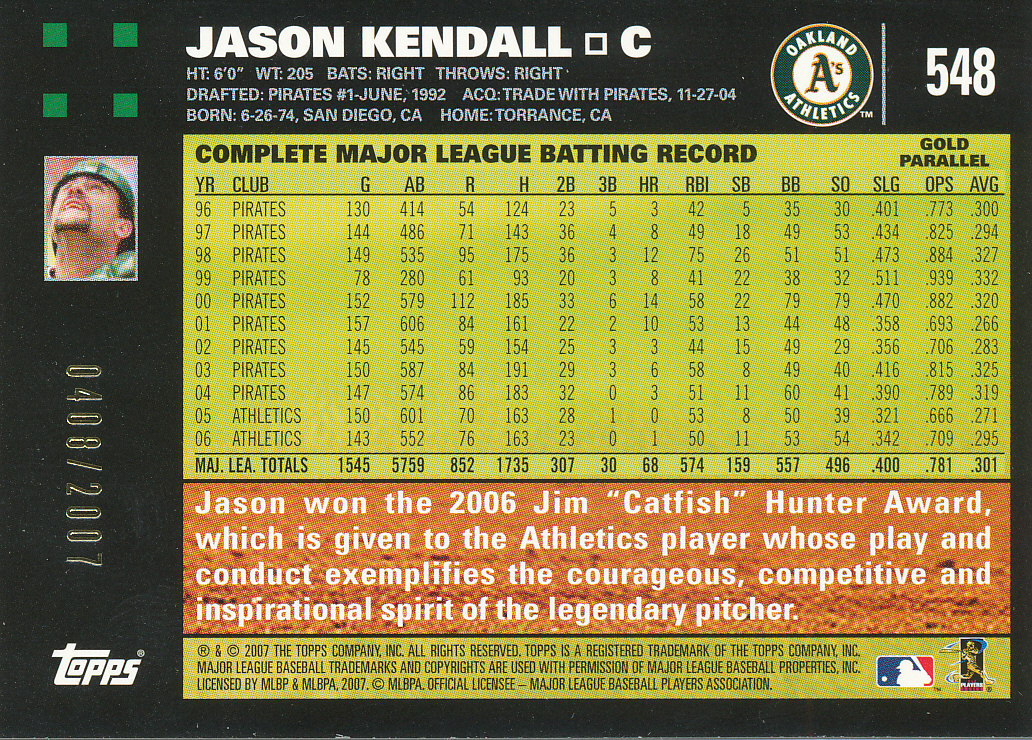 JASON KENDALL □ C
HT: 6'0" WT: 205 BATS: RIGHT THROWS: RIGHT
DRAFTED: PIRATES #1-JUNE, 1992 ACQ: TRADE WITH PIRATES, 11-27-04
BORN: 6-26-74, SAN DIEGO, CA HOME: TORRANCE, CA
OAKLAND
A's
ATHLETICS
TM
548
COMPLETE MAJOR LEAGUE BATTING RECORD
GOLD
PARALLEL
YR CLUB G AB R H 2B 3B HR RBI SB BB SO SLG OPS AVG
96 PIRATES 130 414 54 124 23 5 3 42 5 35 30 .401 .773 .300
97 PIRATES 144 486 71 143 36 4 8 49 18 49 53 .434 .825 .294
98 PIRATES 149 535 95 175 36 3 12 75 26 51 51 .473 .884 .327
99 PIRATES 78 280 61 93 20 3 8 41 22 38 32 .511 .939 .332
00 PIRATES 152 579 112 185 33 6 14 58 22 79 79 .470 .882 .320
01 PIRATES 157 606 84 161 22 2 10 53 13 44 48 .358 .693 .266
02 PIRATES 145 545 59 154 25 3 3 44 15 49 29 .356 .706 .283
03 PIRATES 150 587 84 191 29 3 6 58 8 49 40 .416 .815 .325
04 PIRATES 147 574 86 183 32 0 3 51 11 60 41 .390 .789 .319
05 ATHLETICS 150 601 70 163 28 1 0 53 8 50 39 .321 .666 .271
06 ATHLETICS 143 552 76 163 23 0 1 50 11 53 54 .342 .709 .295
MAJ. LEA. TOTALS 1545 5759 852 1735 307 30 68 574 159 557 496 .400 .781 .301
0408/2007
Jason won the 2006 Jim "Catfish" Hunter Award,
which is given to the Athletics player whose play and
conduct exemplifies the courageous, competitive and
inspirational spirit of the legendary pitcher.
Topps®
® & © 2007 THE TOPPS COMPANY, INC. ALL RIGHTS RESERVED. TOPPS IS A REGISTERED TRADEMARK OF THE TOPPS COMPANY, INC.
MAJOR LEAGUE BASEBALL TRADEMARKS AND COPYRIGHTS ARE USED WITH PERMISSION OF MAJOR LEAGUE BASEBALL PROPERTIES, INC.
LICENSED BY MLBP & MLBPA, 2007. © MLBPA. OFFICIAL LICENSEE – MAJOR LEAGUE BASEBALL PLAYERS ASSOCIATION.